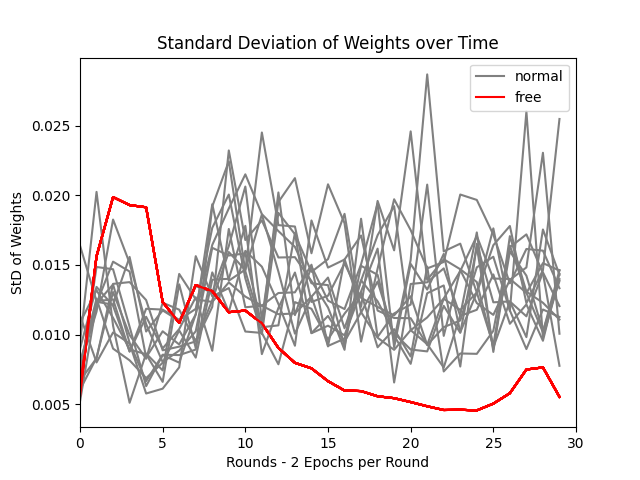 Standard Deviation of Weights over Time
normal
free
StD of Weights
0.025
0.020
0.015
0.010
0.005
0
5
10
15
20
25
30
Rounds - 2 Epochs per Round